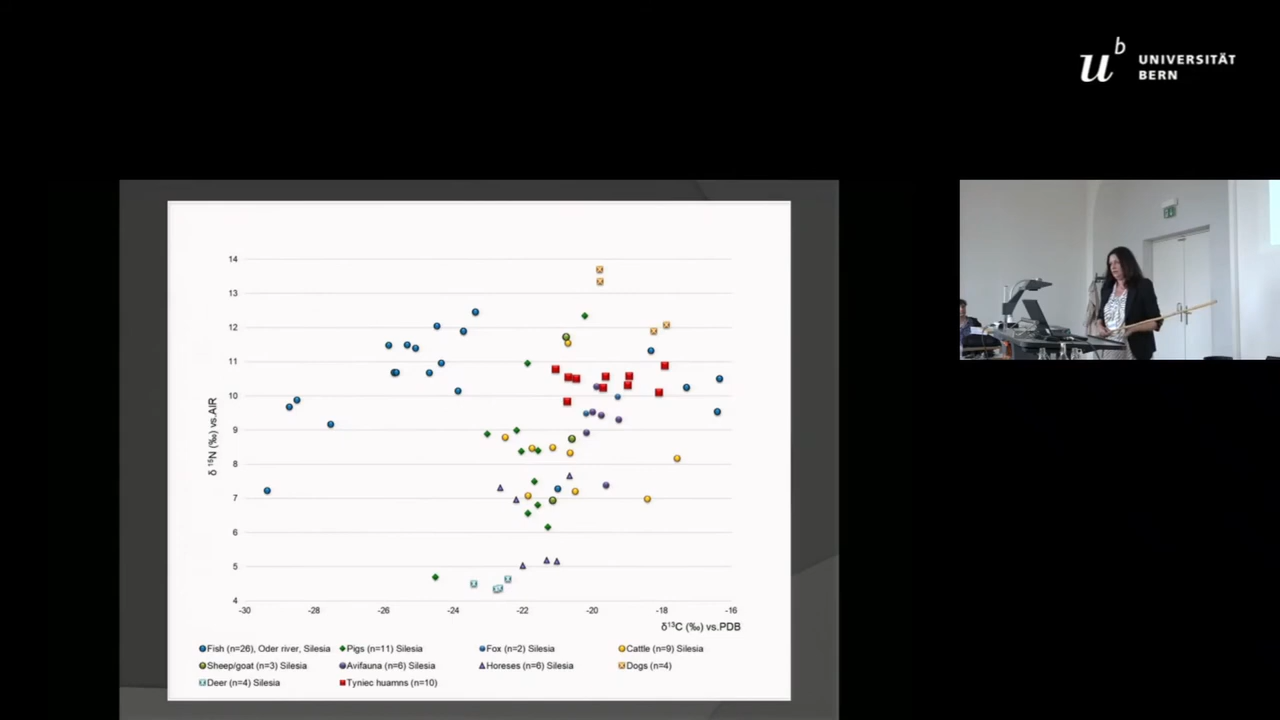 u^b UNIVERSITÄT
BERN
14
13
12
11
10
9
8
7
6
5
4
δ ¹⁵N (‰) vs.AIR
-30 -28 -26 -24 -22 -20 -18 -16
δ¹³C (‰) vs.PDB
Fish (n=26), Oder river, Silesia Pigs (n=11) Silesia Fox (n=2) Silesia Cattle (n=9) Silesia
Sheep/goat (n=3) Silesia Avifauna (n=6) Silesia Horeses (n=6) Silesia Dogs (n=4)
Deer (n=4) Silesia Tyniec huamns (n=10)